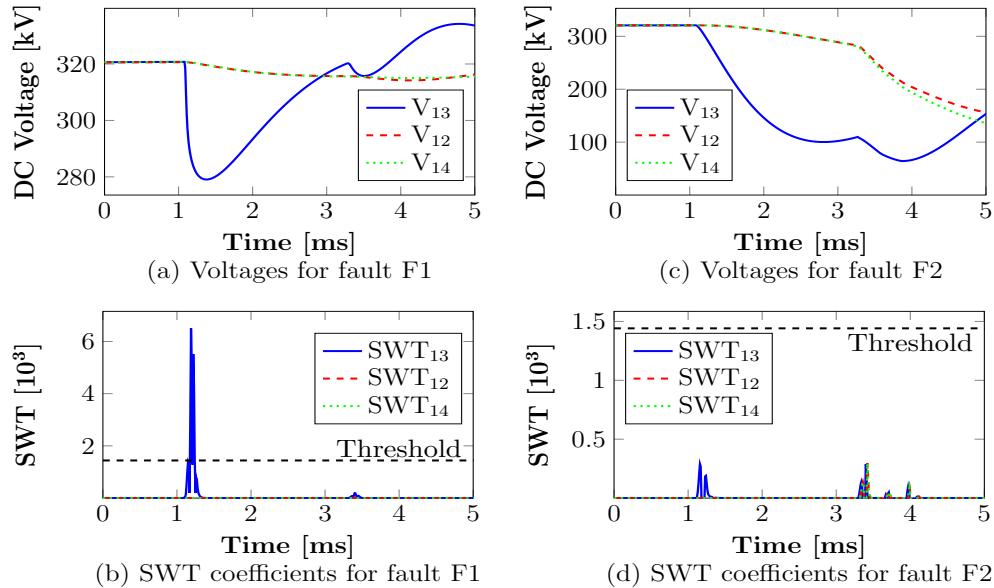 DC Voltage [kV]
320
300
280
V13
V12
V14
0 1 2 3 4 5
Time [ms]
(a) Voltages for fault F1
DC Voltage [kV]
300
200
100
0
V13
V12
V14
0 1 2 3 4 5
Time [ms]
(c) Voltages for fault F2
SWT [10³]
6
4
2
SWT13
SWT12
SWT14
Threshold
0 1 2 3 4 5
Time [ms]
(b) SWT coefficients for fault F1
SWT [10³]
1.5
1
0.5
Threshold
SWT13
SWT12
SWT14
0 1 2 3 4 5
Time [ms]
(d) SWT coefficients for fault F2